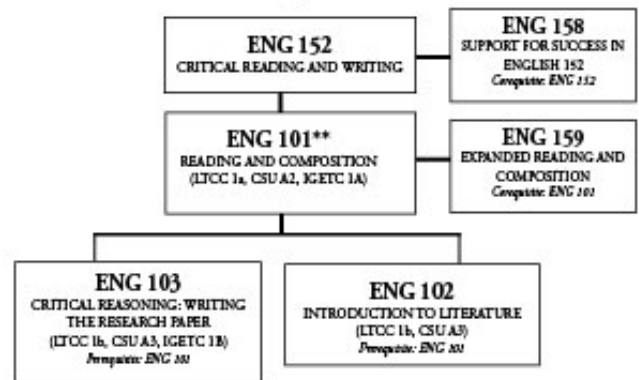 ENG 152
CRITICAL READING AND WRITING
ENG 158
SUPPORT FOR SUCCESS IN
ENGLISH 152
Corequisite: ENG 152
ENG 101**
READING AND COMPOSITION
(LTCC 1a, CSU A2, IGETC 1A)
ENG 159
EXPANDED READING AND
COMPOSITION
Corequisite: ENG 101
ENG 103
CRITICAL REASONING: WRITING
THE RESEARCH PAPER
(LTCC 1b, CSU A3, IGETC 1B)
Prerequisite: ENG 101
ENG 102
INTRODUCTION TO LITERATURE
(LTCC 1b, CSU A3)
Prerequisite: ENG 101